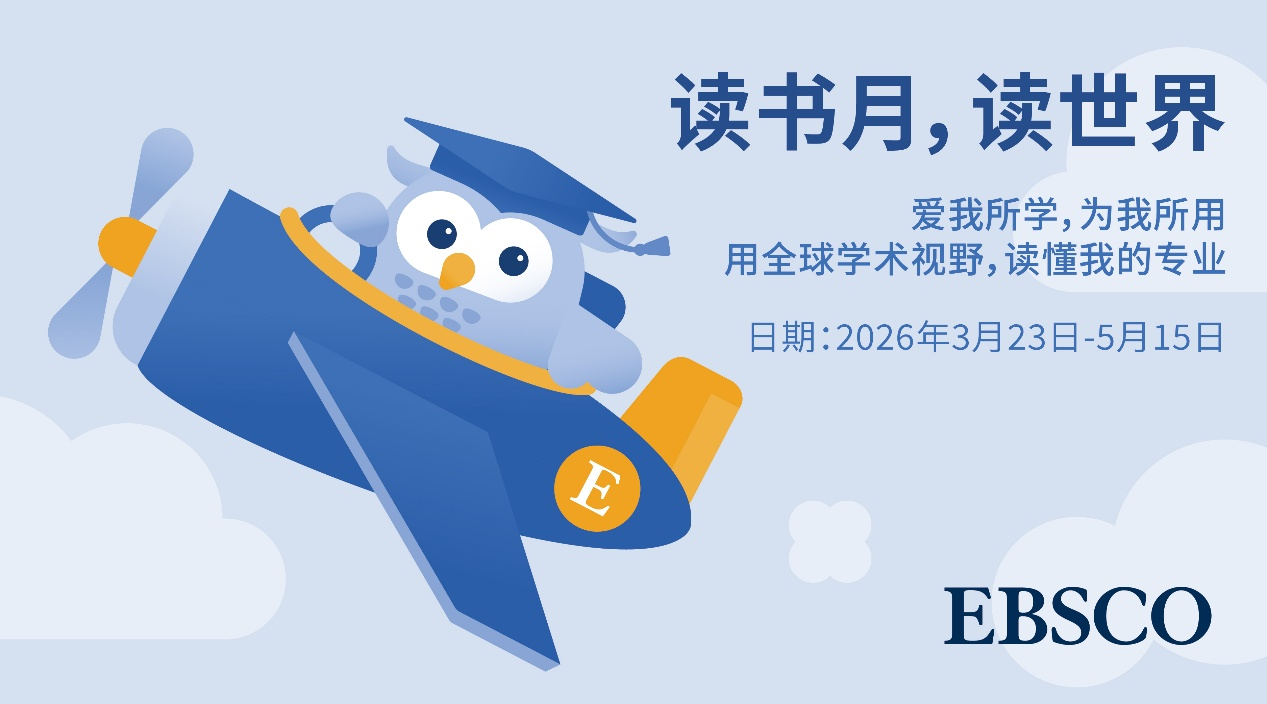 读书月，读世界
爱我所学，为我所用
用全球学术视野，读懂我的专业
日期：2026年3月23日-5月15日
E
EBSCO